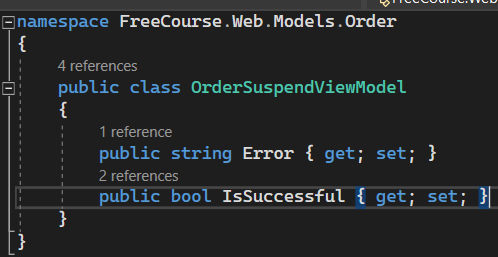 FreeCourse.Web
namespace FreeCourse.Web.Models.Order
{
4 references
public class OrderSuspendViewModel
{
1 reference
public string Error { get; set; }
2 references
public bool IsSuccessful { get; set; }
}
}